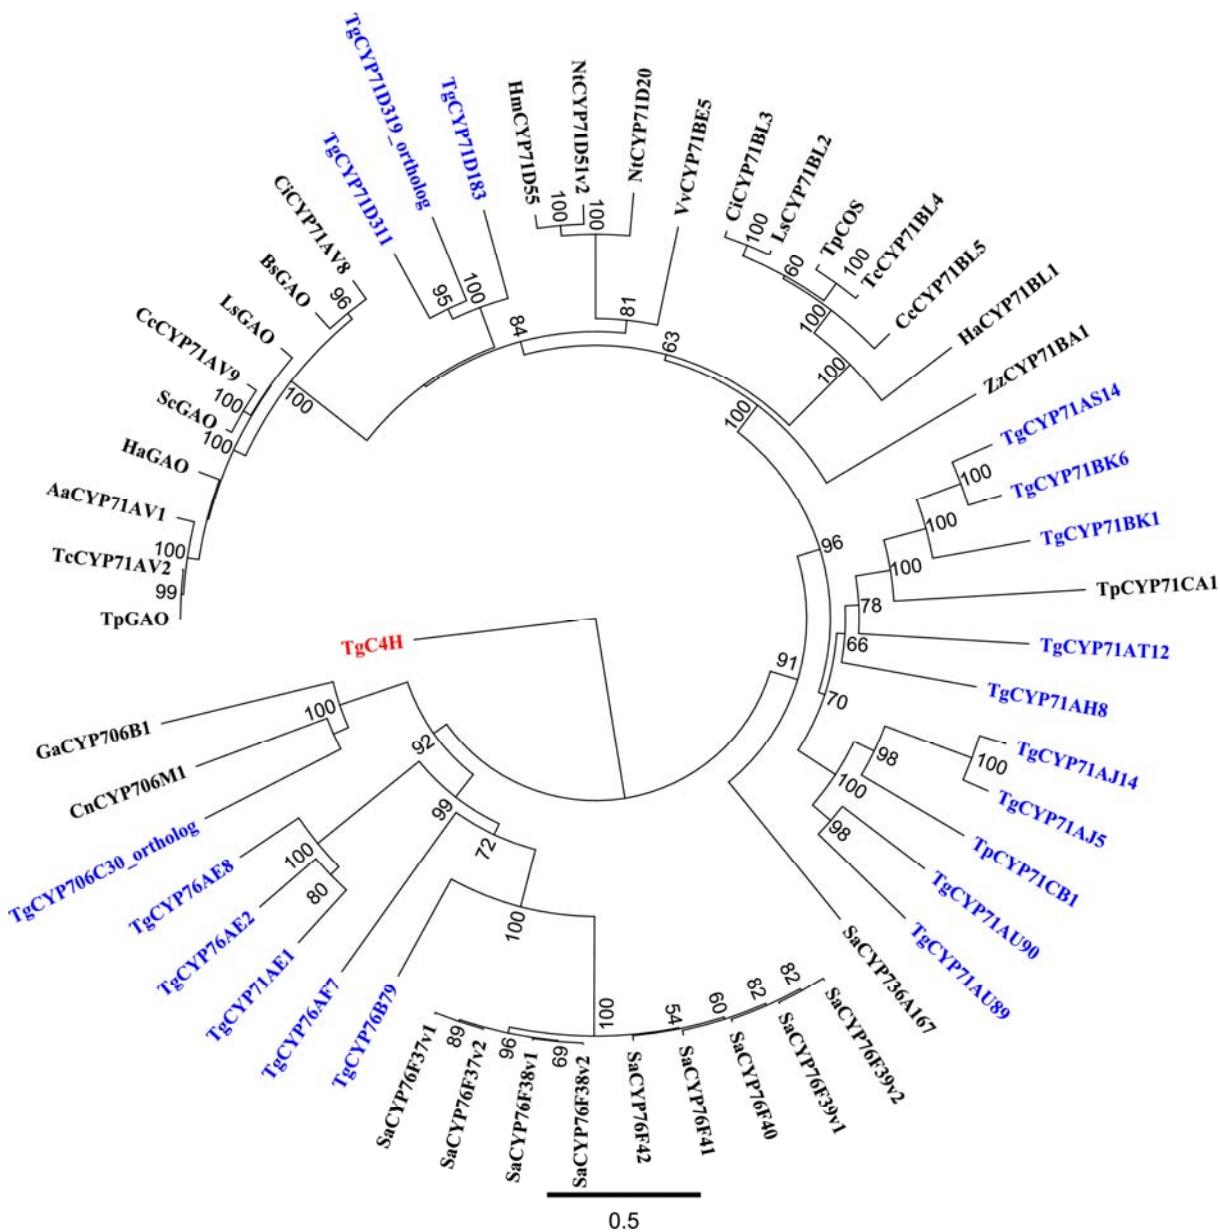 TgCYP71D319_ortholog
TgCYP71D183
TgCYP71D311
HmCYP71D55
NtCYP71D51v2
NtCYP71D20
VvCYP71BE5
CiCYP71BL3
LsCYP71BL2
TpCOS
TcCYP71BL4
CcCYP71BL5
HaCYP71BL1
ZzCYP71BA1
TgCYP71AS14
TgCYP71BK6
TgCYP71BK1
TpCYP71CA1
TgCYP71AT12
TgCYP71AH8
TgCYP71AJ14
TgCYP71AJ5
TpCYP71CB1
TgCYP71AU90
TgCYP71AU89
SaCYP736A167
SaCYP76F39v2
SaCYP76F39v1
SaCYP76F40
SaCYP76F41
SaCYP76F42
SaCYP76F38v2
SaCYP76F38v1
SaCYP76F37v2
SaCYP76F37v1
TgCYP76B79
TgCYP76AF7
TgCYP71AE1
TgCYP76AE2
TgCYP76AE8
TgCYP706C30_ortholog
CnCYP706M1
GaCYP706B1
TgC4H
TpGAO
TcCYP71AV2
AaCYP71AV1
HaGAO
ScGAO
CcCYP71AV9
LsGAO
BsGAO
CiCYP71AV8
96
95
100
84
100
100
81
63
100
60
100
100
100
100
100
100
100
78
66
96
70
98
100
100
98
91
82
82
60
54
100
69
96
89
100
72
99
80
100
92
100
99
100
100
100
100
0.5